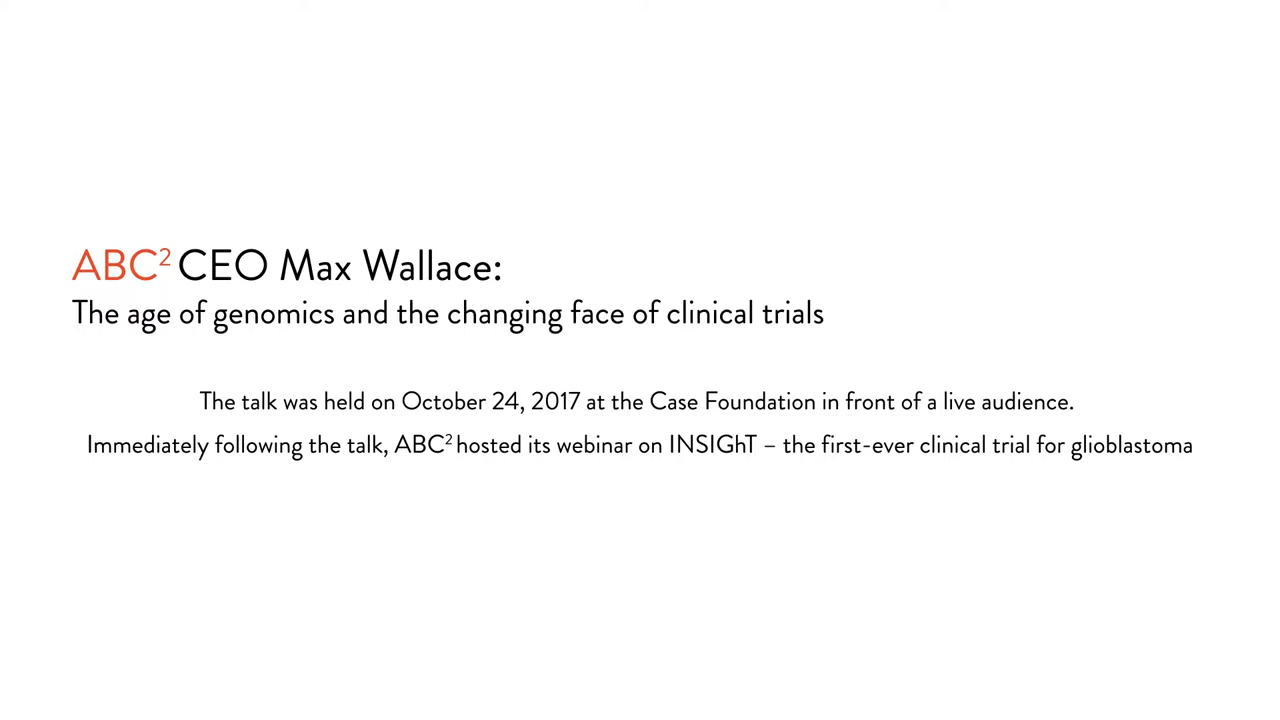 ABC² CEO Max Wallace:
The age of genomics and the changing face of clinical trials
The talk was held on October 24, 2017 at the Case Foundation in front of a live audience.
Immediately following the talk, ABC² hosted its webinar on INSIGhT – the first-ever clinical trial for glioblastoma